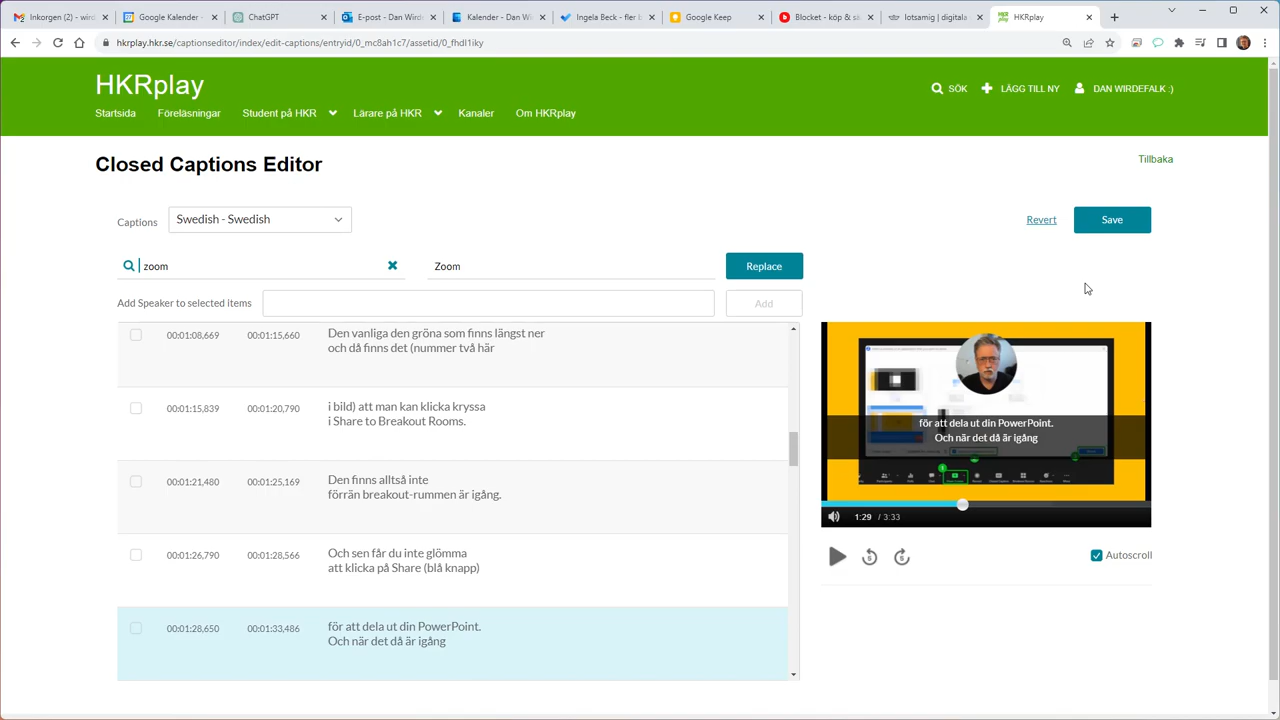 Inkorgen (2) - wird
Google Kalender
ChatGPT
E-post - Dan Wirde
Kalender - Dan Wi
Ingela Beck - fler b
Google Keep
Blocket - köp & s
lotsamig | digitala
HKRplay
hkrplay.hkr.se/captionseditor/index/edit-captions/entryid/0_mc8ah1c7/assetid/0_fhdl1iky
HKRplay
SÖK
LÄGG TILL NY
DAN WIRDEFALK :)
Startsida
Föreläsningar
Student på HKR
Lärare på HKR
Kanaler
Om HKRplay
Closed Captions Editor
Tillbaka
Captions
Swedish - Swedish
Revert
Save
zoom
Zoom
Replace
Add Speaker to selected items
Add
00:01:08,669
00:01:15,660
Den vanliga den gröna som finns längst ner
och då finns det (nummer två här
00:01:15,839
00:01:20,790
i bild) att man kan klicka kryssa
i Share to Breakout Rooms.
00:01:21,480
00:01:25,169
Den finns alltså inte
förrän breakout-rummen är igång.
00:01:26,790
00:01:28,566
Och sen får du inte glömma
att klicka på Share (blå knapp)
00:01:28,650
00:01:33,486
för att dela ut din PowerPoint.
Och när det då är igång
för att dela ut din PowerPoint.
Och när det då är igång
1:29 / 3:33
5
5
Autoscroll